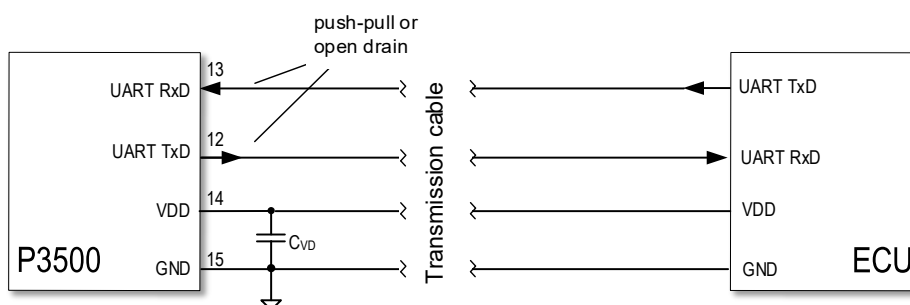 push-pull or
open drain
13
UART RxD
UART TxD
12
UART TxD
UART RxD
14
VDD
VDD
CVD
15
GND
GND
P3500
ECU
Transmission cable